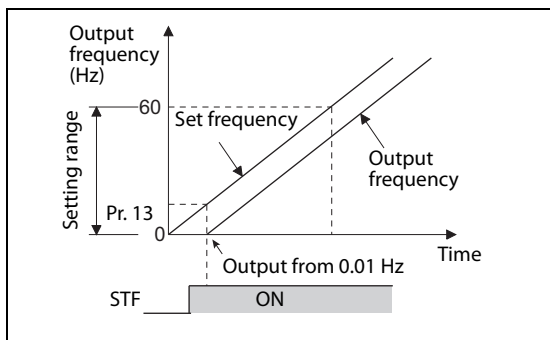 Output
frequency
(Hz)
60
Set frequency
Setting range
Output
frequency
Pr. 13
0
Time
Output from 0.01 Hz
STF
ON